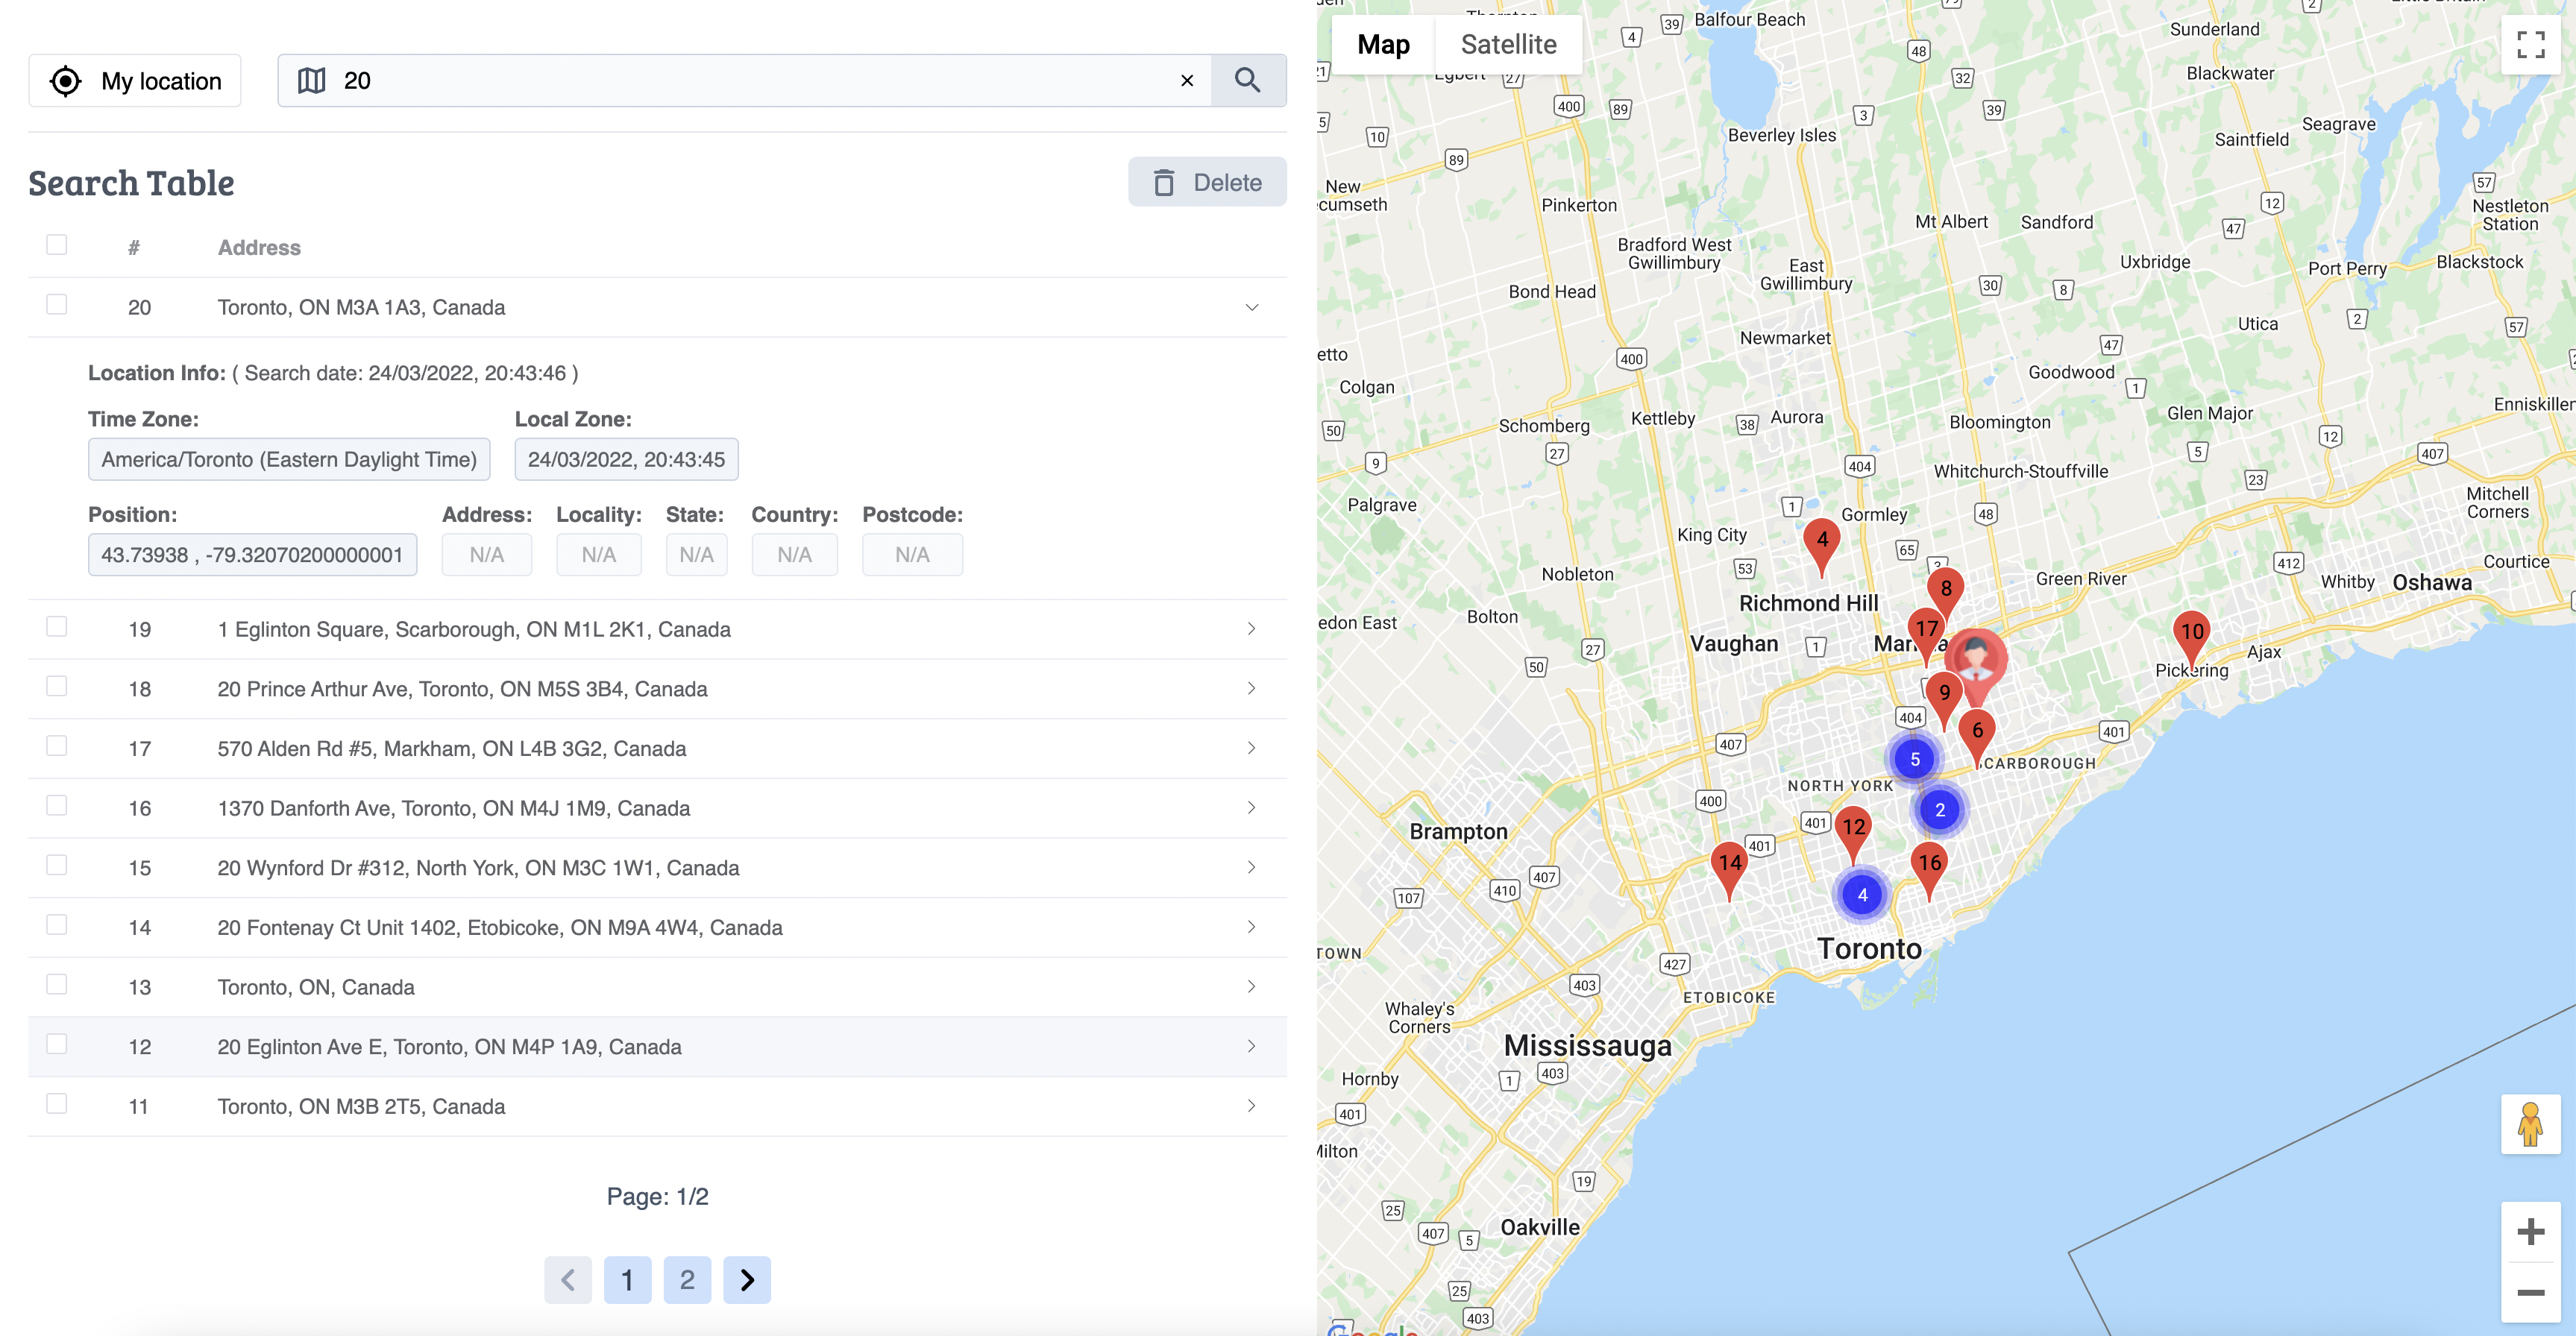 My location
20
Search Table
Delete
# Address
20 Toronto, ON M3A 1A3, Canada
Location Info: ( Search date: 24/03/2022, 20:43:46 )
Time Zone: Local Zone:
America/Toronto (Eastern Daylight Time) 24/03/2022, 20:43:45
Position: Address: Locality: State: Country: Postcode:
43.73938 , -79.32070200000001 N/A N/A N/A N/A N/A
19 1 Eglinton Square, Scarborough, ON M1L 2K1, Canada
18 20 Prince Arthur Ave, Toronto, ON M5S 3B4, Canada
17 570 Alden Rd #5, Markham, ON L4B 3G2, Canada
16 1370 Danforth Ave, Toronto, ON M4J 1M9, Canada
15 20 Wynford Dr #312, North York, ON M3C 1W1, Canada
14 20 Fontenay Ct Unit 1402, Etobicoke, ON M9A 4W4, Canada
13 Toronto, ON, Canada
12 20 Eglinton Ave E, Toronto, ON M4P 1A9, Canada
11 Toronto, ON M3B 2T5, Canada
Page: 1/2
1 2
Map Satellite
39 Balfour Beach
4
Sunderland
48
Egbert 27
32
Blackwater
400 89
3 39
5 10
Beverley Isles
Seagrave
Saintfield
89
57
New
cumseth
Pinkerton
12
Nestleton
Station
Mt Albert Sandford
47
Bradford West
Gwillimbury
East
Gwillimbury
Uxbridge
Port Perry Blackstock
Bond Head
30 8
Utica 2
57
Newmarket
47
etto
400
Goodwood
Colgan
1
Enniskillen
Schomberg Kettleby 38 Aurora
Bloomington
Glen Major
50
12
27
5
407
9
404
Whitchurch-Stouffville
23
Palgrave
Mitchell
Corners
1 Gormley 48
King City
4
65
53
412
Courtice
Nobleton
Green River
Whitby Oshawa
8
Richmond Hill
Bolton
edon East
17
10
Vaughan 1
27
Ajax
50
Pickering
9
404
6
407
401
5
SCARBOROUGH
NORTH YORK
400
2
401 12
Brampton
401
14
16
407
410
107
4
TOWN
Toronto
427
403
ETOBICOKE
Whaley's
Corners
Mississauga
Hornby 1 403
401
Milton
19
25
407 5 Oakville
25
403
Google